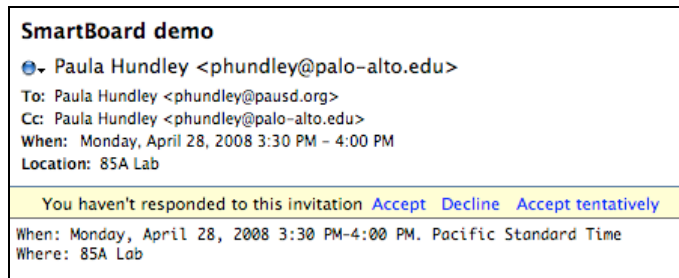 SmartBoard demo
Paula Hundley <phundley@palo-alto.edu>
To: Paula Hundley <phundley@pausd.org>
Cc: Paula Hundley <phundley@palo-alto.edu>
When: Monday, April 28, 2008 3:30 PM – 4:00 PM
Location: 85A Lab
You haven't responded to this invitation Accept Decline Accept tentatively
When: Monday, April 28, 2008 3:30 PM-4:00 PM. Pacific Standard Time
Where: 85A Lab